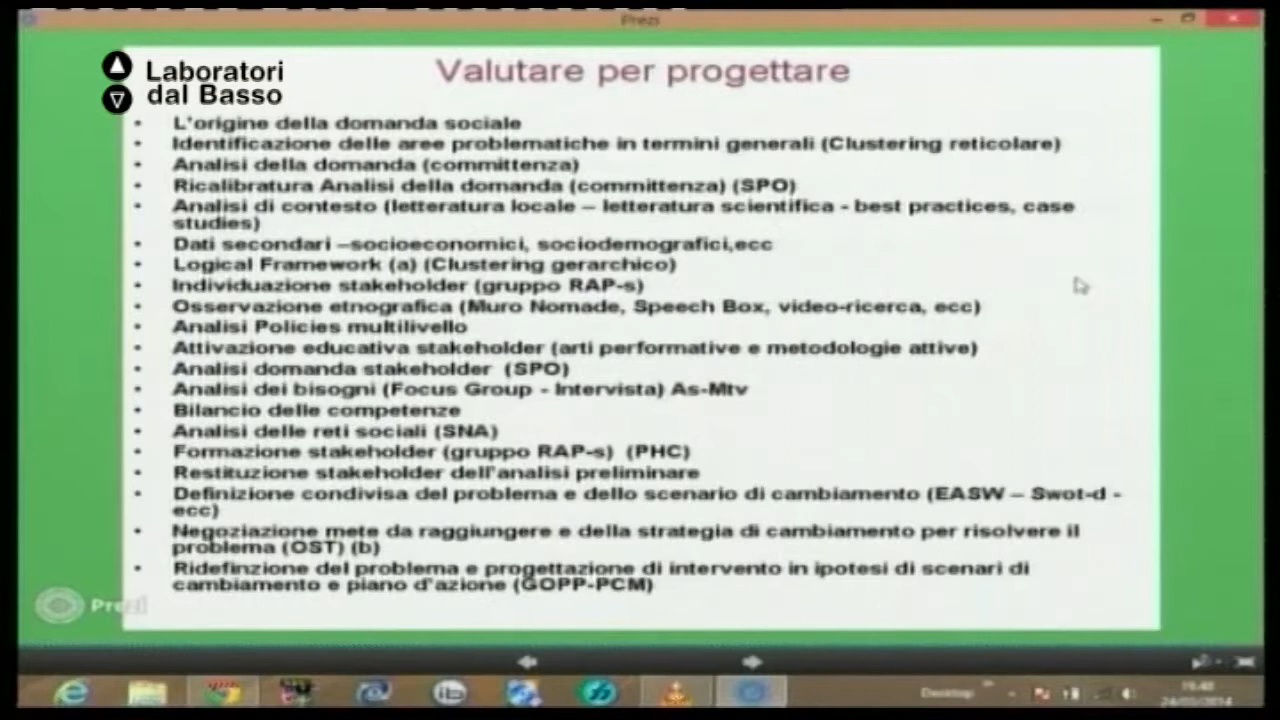 Prezi
Laboratori
dal Basso
Valutare per progettare
• L'origine della domanda sociale
• Identificazione delle aree problematiche in termini generali (Clustering reticolare)
• Analisi della domanda (committenza)
• Ricalibratura Analisi della domanda (committenza) (SPO)
• Analisi di contesto (letteratura locale – letteratura scientifica - best practices, case
studies)
• Dati secondari –socioeconomici, sociodemografici,ecc
• Logical Framework (a) (Clustering gerarchico)
• Individuazione stakeholder (gruppo RAP-s)
• Osservazione etnografica (Muro Nomade, Speech Box, video-ricerca, ecc)
• Analisi Policies multilivello
• Attivazione educativa stakeholder (arti performative e metodologie attive)
• Analisi domanda stakeholder (SPO)
• Analisi dei bisogni (Focus Group - Intervista) As-Mtv
• Bilancio delle competenze
• Analisi delle reti sociali (SNA)
• Formazione stakeholder (gruppo RAP-s) (PHC)
• Restituzione stakeholder dell'analisi preliminare
• Definizione condivisa del problema e dello scenario di cambiamento (EASW – Swot-d -
ecc)
• Negoziazione mete da raggiungere e della strategia di cambiamento per risolvere il
problema (OST) (b)
• Ridefinzione del problema e progettazione di intervento in ipotesi di scenari di
cambiamento e piano d'azione (GOPP-PCM)
Prezi
Desktop